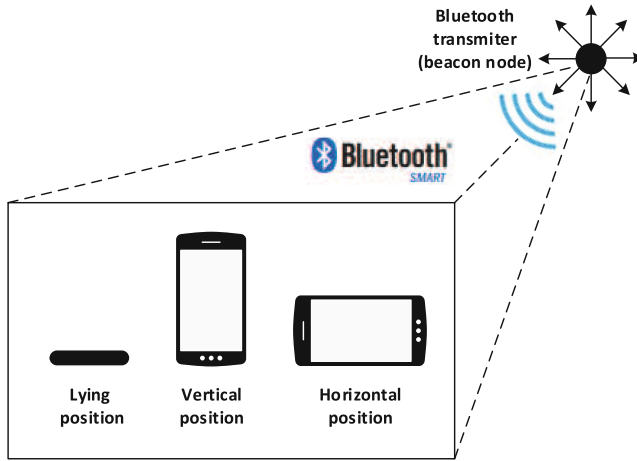 Bluetooth
transmiter
(beacon node)
Bluetooth®
SMART
Lying
position
Vertical
position
Horizontal
position